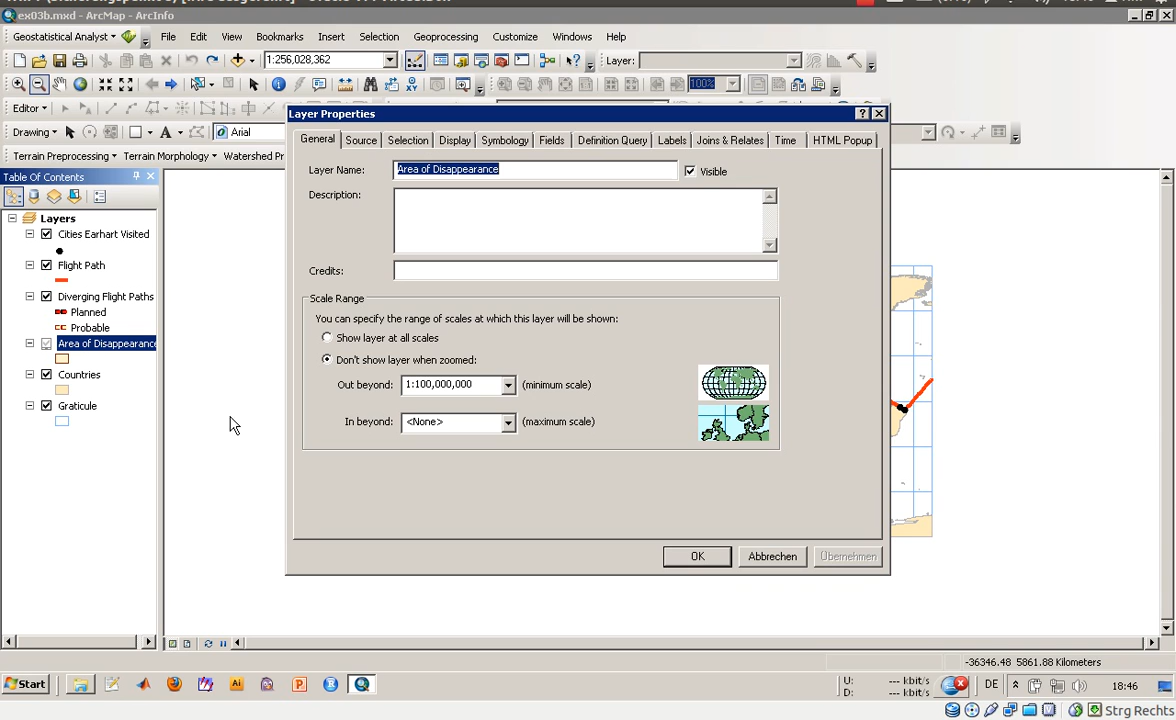 ex03b.mxd - ArcMap - ArcInfo
Geostatistical Analyst File Edit View Bookmarks Insert Selection Geoprocessing Customize Windows Help
1:256,028,362 Layer:
100%
Editor
Drawing Arial
Terrain Preprocessing Terrain Morphology Watershed Pr
Table Of Contents
Layers
Cities Earhart Visited
Flight Path
Diverging Flight Paths
Planned
Probable
Area of Disappearance
Countries
Graticule
Layer Properties
General Source Selection Display Symbology Fields Definition Query Labels Joins & Relates Time HTML Popup
Layer Name: Area of Disappearance Visible
Description:
Credits:
Scale Range
You can specify the range of scales at which this layer will be shown:
Show layer at all scales
Don't show layer when zoomed:
Out beyond: 1:100,000,000 (minimum scale)
In beyond: <None> (maximum scale)
OK Abbrechen Übernehmen
-36346.48 5861.88 Kilometers
Start
U: --- kbit/s
D: --- kbit/s
DE 18:46
Strg Rechts